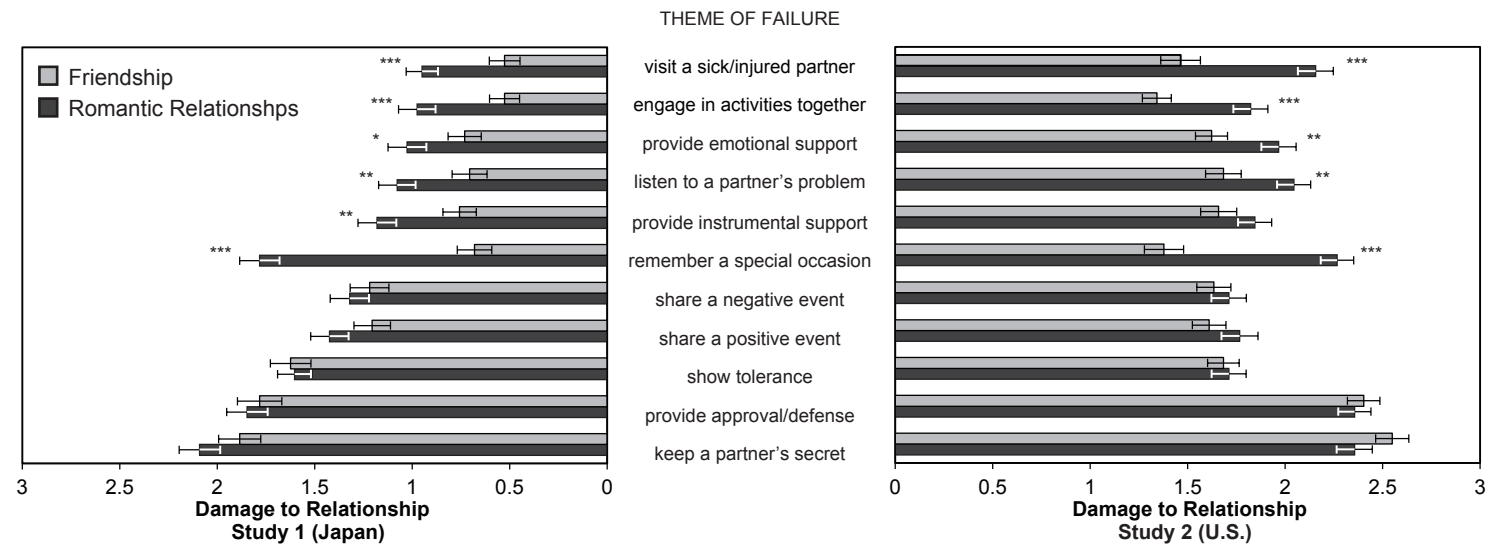 THEME OF FAILURE
Friendship
Romantic Relationshps
***
***
*
**
**
***
visit a sick/injured partner
engage in activities together
provide emotional support
listen to a partner's problem
provide instrumental support
remember a special occasion
share a negative event
share a positive event
show tolerance
provide approval/defense
keep a partner's secret
***
***
**
**
***
3 2.5 2 1.5 1 0.5 0
Damage to Relationship
Study 1 (Japan)
0 0.5 1 1.5 2 2.5 3
Damage to Relationship
Study 2 (U.S.)